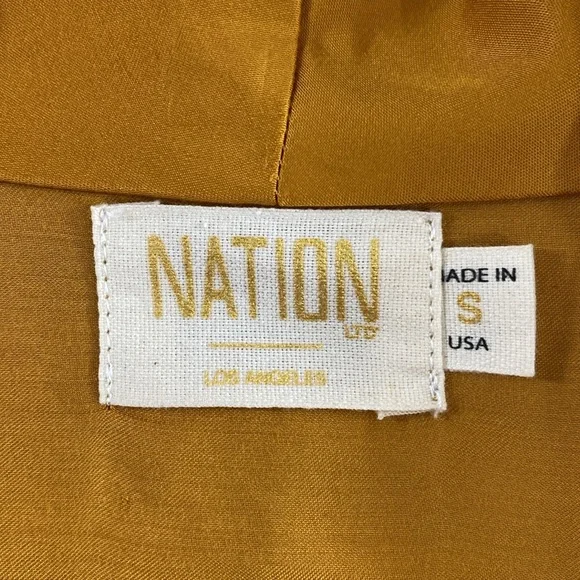 NATION
LTD
LOS ANGELES
MADE IN
S
USA